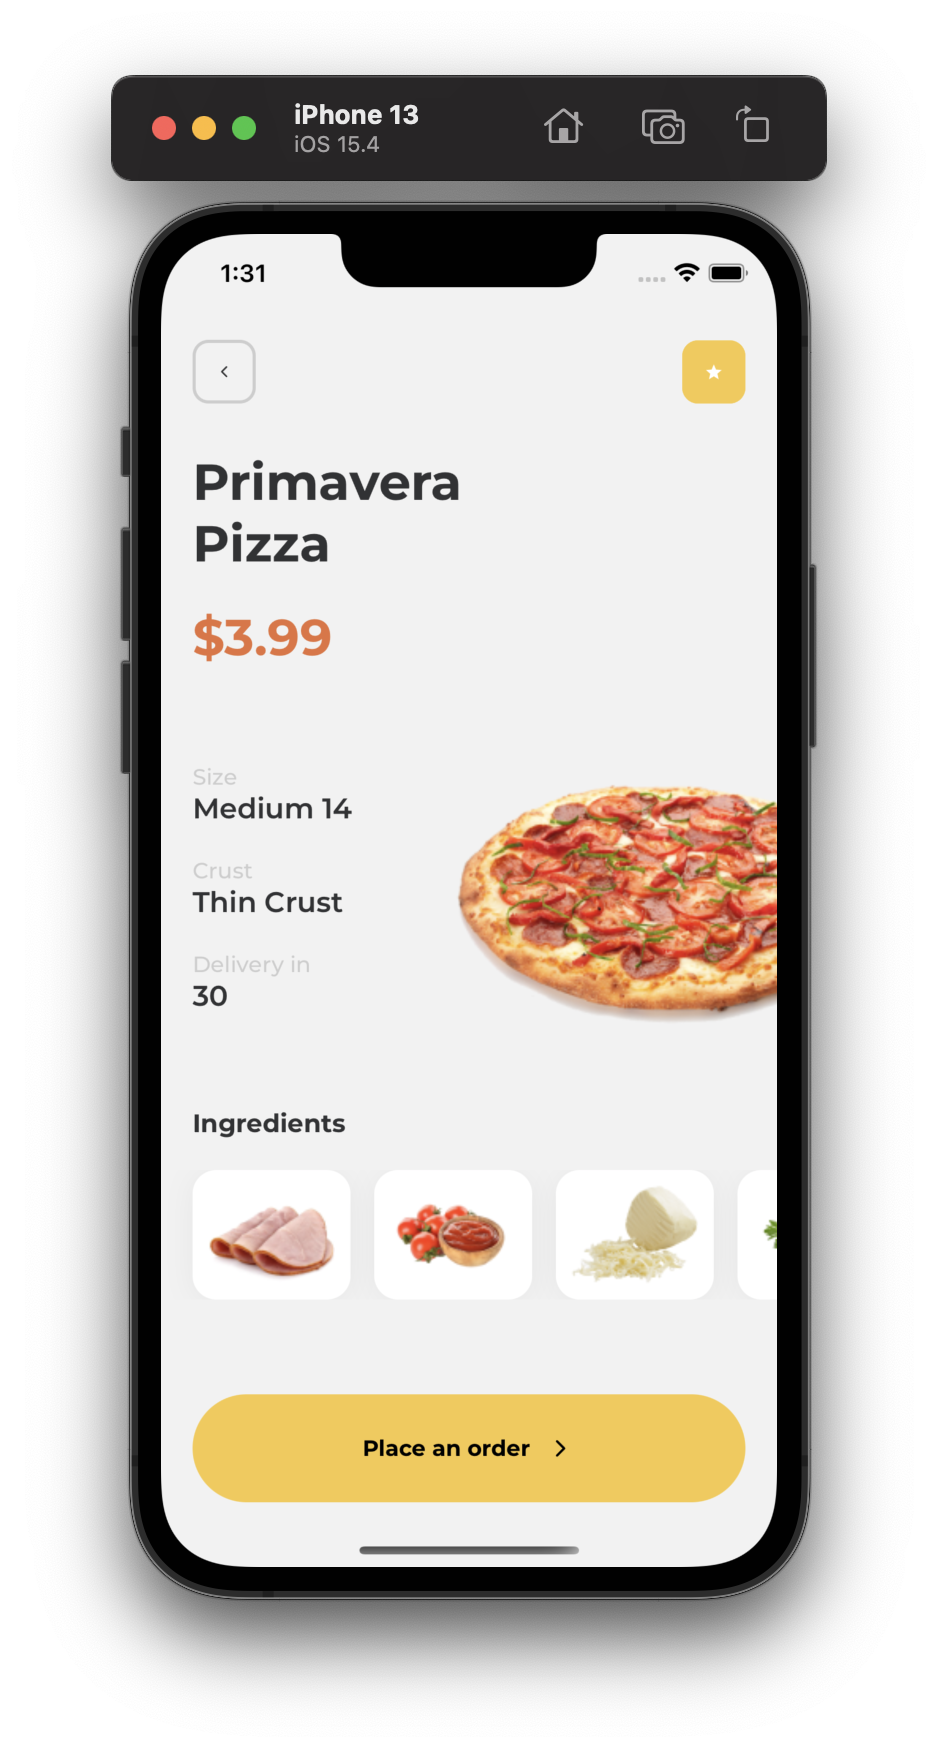 iPhone 13
iOS 15.4
1:31
Primavera
Pizza
$3.99
Size
Medium 14
Crust
Thin Crust
Delivery in
30
Ingredients
Place an order